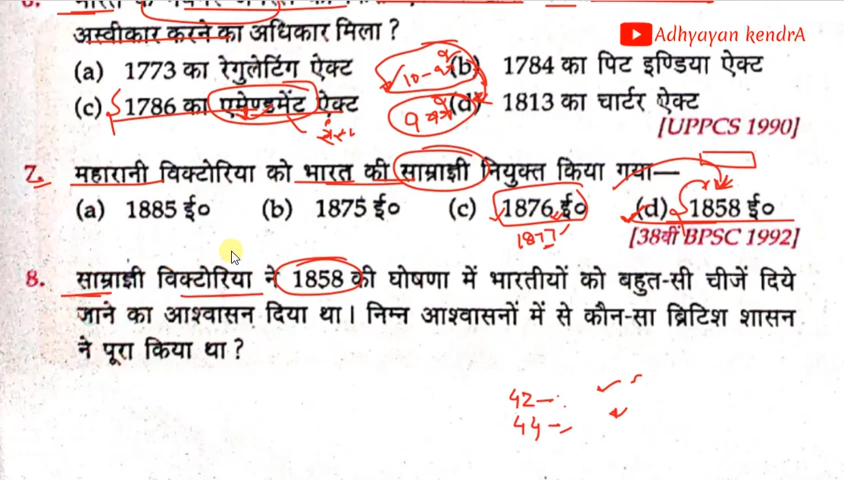 Adhyayan kendrA
अस्वीकार करने का अधिकार मिला ?
(a) 1773 का रेगुलेटिंग ऐक्ट (b) 1784 का पिट इण्डिया ऐक्ट
(c) 1786 का एमेण्डमेंट ऐक्ट (d) 1813 का चार्टर ऐक्ट
[UPPCS 1990]
7. महारानी विक्टोरिया को भारत की साम्राज्ञी नियुक्त किया गया—
(a) 1885 ई० (b) 1875 ई० (c) 1876 ई० (d) 1858 ई०
1877
[38वीं BPSC 1992]
8. साम्राज्ञी विक्टोरिया ने 1858 की घोषणा में भारतीयों को बहुत-सी चीजें दिये
जाने का आश्वासन दिया था। निम्न आश्वासनों में से कौन-सा ब्रिटिश शासन
ने पूरा किया था ?
42
44